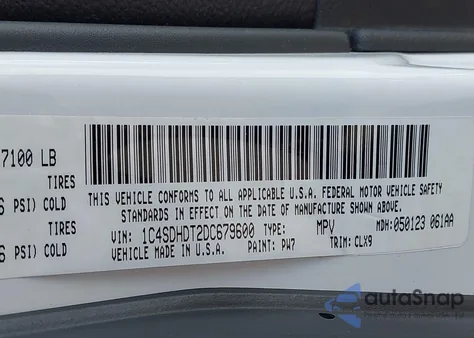 7100 LB
TIRES
PSI) COLD
TIRES
PSI) COLD
THIS VEHICLE CONFORMS TO ALL APPLICABLE U.S.A. FEDERAL MOTOR VEHICLE SAFETY
STANDARDS IN EFFECT ON THE DATE OF MANUFACTURE SHOWN ABOVE.
VIN: 1C4SDHDT2DC679600 TYPE: MPV MDH: 050123 061AA
VEHICLE MADE IN U.S.A. PAINT: PW7 TRIM: CLX9
autoSnap